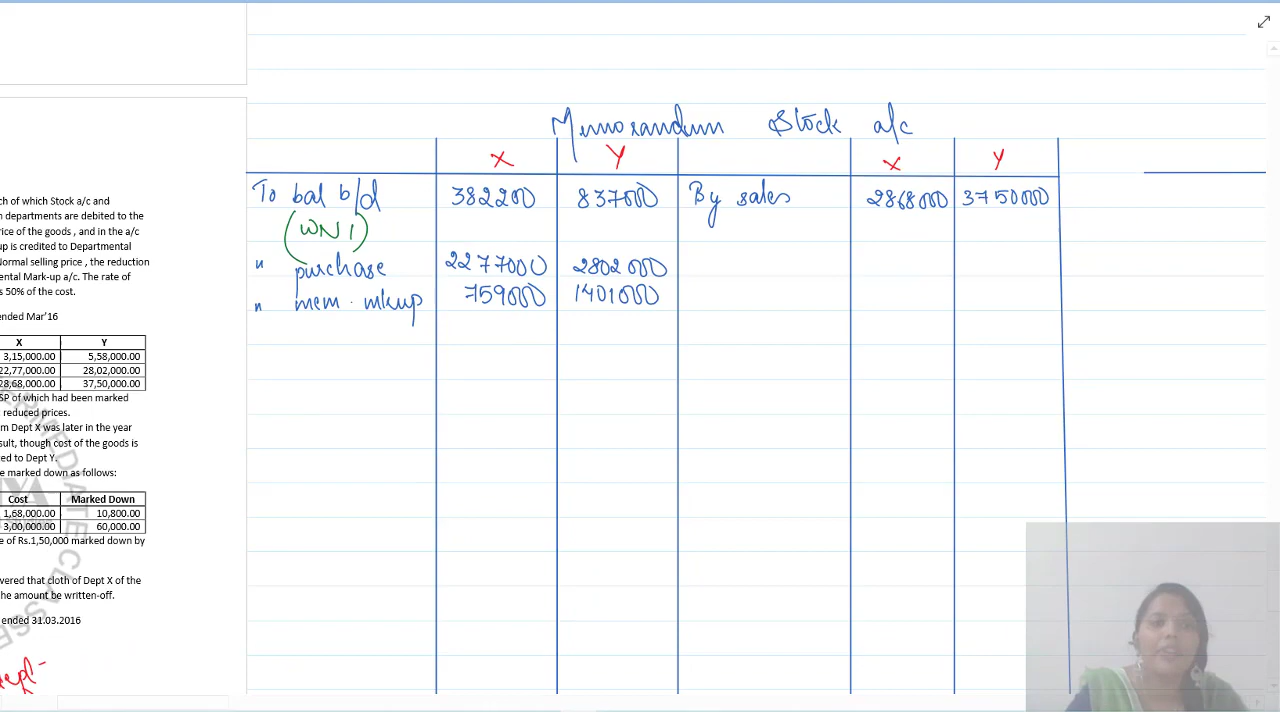 ch of which Stock a/c and
n departments are debited to the
rice of the goods , and in the a/c
up is credited to Departmental
Normal selling price , the reduction
ental Mark-up a/c. The rate of
s 50% of the cost.
ended Mar'16
X Y
3,15,000.00 5,58,000.00
22,77,000.00 28,02,000.00
28,68,000.00 37,50,000.00
SP of which had been marked
reduced prices.
m Dept X was later in the year
sult, though cost of the goods is
ed to Dept Y.
e marked down as follows:
Cost Marked Down
1,68,000.00 10,800.00
3,00,000.00 60,000.00
e of Rs.1,50,000 marked down by
vered that cloth of Dept X of the
he amount be written-off.
ended 31.03.2016
Dept-
Memorandum Stock a/c
X Y X Y
To bal b/d 382200 837000 By sales 2868000 3750000
(WN 1)
" purchase 2277000 2802000
" mem. mkup 759000 1401000